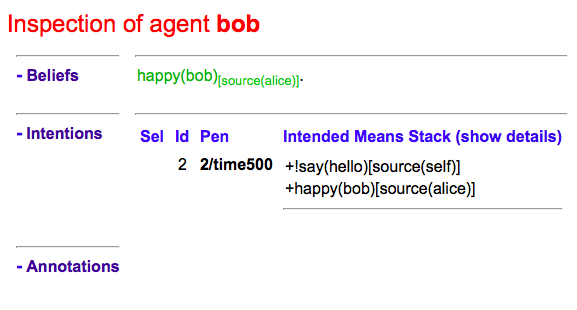 Inspection of agent bob
- Beliefs
happy(bob)[source(alice)].
- Intentions
Sel Id Pen Intended Means Stack (show details)
2 2/time500 +!say(hello)[source(self)]
+happy(bob)[source(alice)]
- Annotations